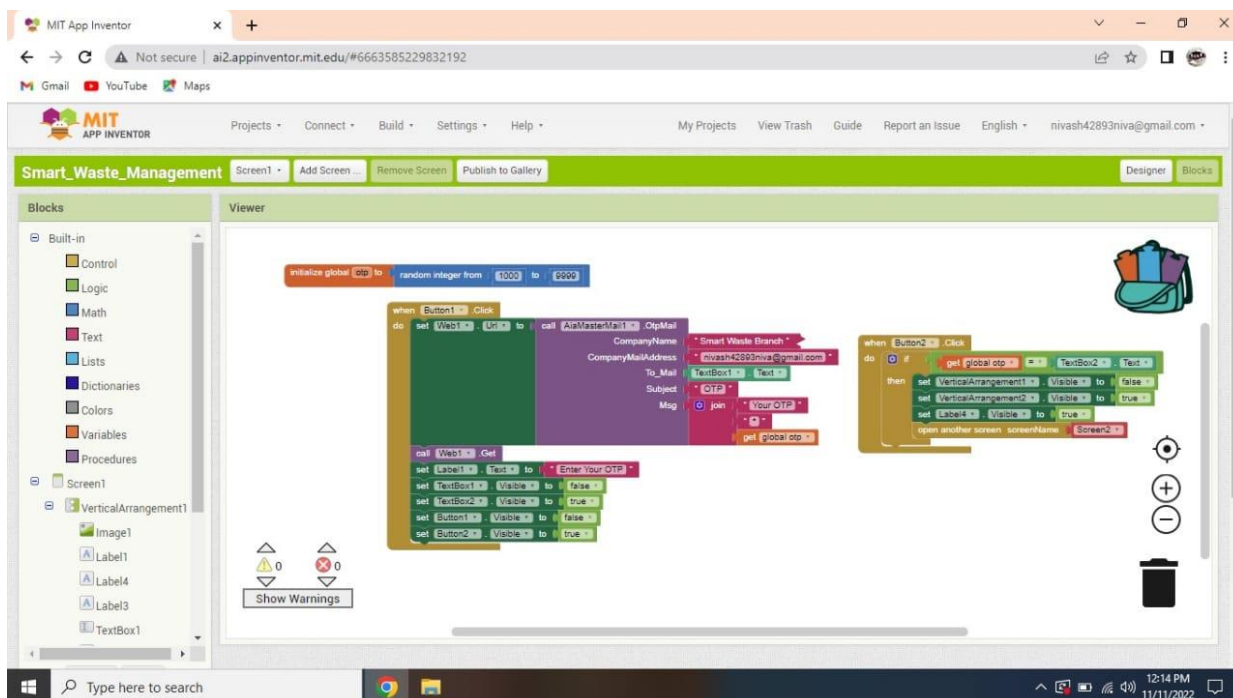 MIT App Inventor
Not secure | ai2.appinventor.mit.edu/#6663585229832192
Gmail YouTube Maps
MIT APP INVENTOR
Projects Connect Build Settings Help My Projects View Trash Guide Report an Issue English nivash42893niva@gmail.com
Smart_Waste_Management Screen1 Add Screen ... Remove Screen Publish to Gallery Designer Blocks
Blocks
Viewer
Built-in
Control
Logic
Math
Text
Lists
Dictionaries
Colors
Variables
Procedures
Screen1
VerticalArrangement1
Image1
Label1
Label4
Label3
TextBox1
initialize global otp to random integer from 1000 to 9999
when Button1 .Click
do set Web1 . Url to call AiaMasterMail1 .OtpMail
CompanyName " Smart Waste Branch "
CompanyMailAddress " nivash42893niva@gmail.com "
To_Mail TextBox1 . Text
Subject " OTP "
Msg join " Your OTP "
get global otp
call Web1 .Get
set Label1 . Text to " Enter Your OTP "
set TextBox1 . Visible to false
set TextBox2 . Visible to true
set Button1 . Visible to false
set Button2 . Visible to true
when Button2 .Click
do if get global otp = TextBox2 . Text
then set VerticalArrangement1 . Visible to false
set VerticalArrangement2 . Visible to true
set Label4 . Visible to true
open another screen screenName " Screen2 "
0 0
Show Warnings
Type here to search
12:14 PM
11/11/2022